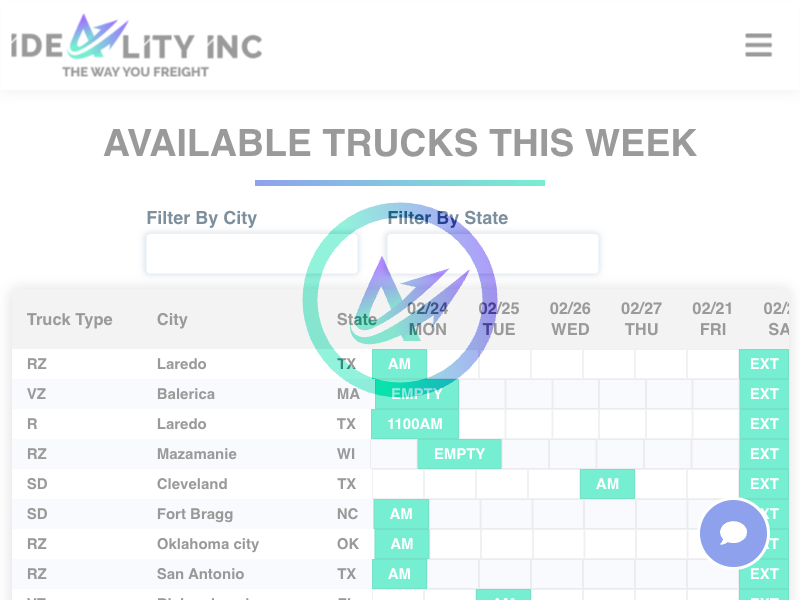 IDEALITY INC
THE WAY YOU FREIGHT
AVAILABLE TRUCKS THIS WEEK
Filter By City Filter By State
Truck Type City State 02/24 MON 02/25 TUE 02/26 WED 02/27 THU 02/21 FRI
RZ Laredo TX AM EXT
VZ Balerica MA EMPTY EXT
R Laredo TX 1100AM EXT
RZ Mazamanie WI EMPTY EXT
SD Cleveland TX AM EXT
SD Fort Bragg NC AM
RZ Oklahoma city OK AM
RZ San Antonio TX AM EXT